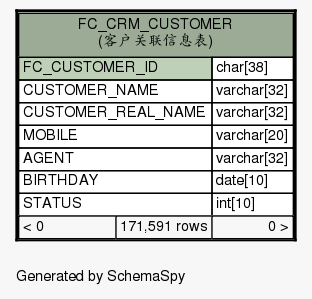 FC_CRM_CUSTOMER
(客户关联信息表)
FC_CUSTOMER_ID char[38]
CUSTOMER_NAME varchar[32]
CUSTOMER_REAL_NAME varchar[32]
MOBILE varchar[20]
AGENT varchar[32]
BIRTHDAY date[10]
STATUS int[10]
< 0 171,591 rows 0 >
Generated by SchemaSpy